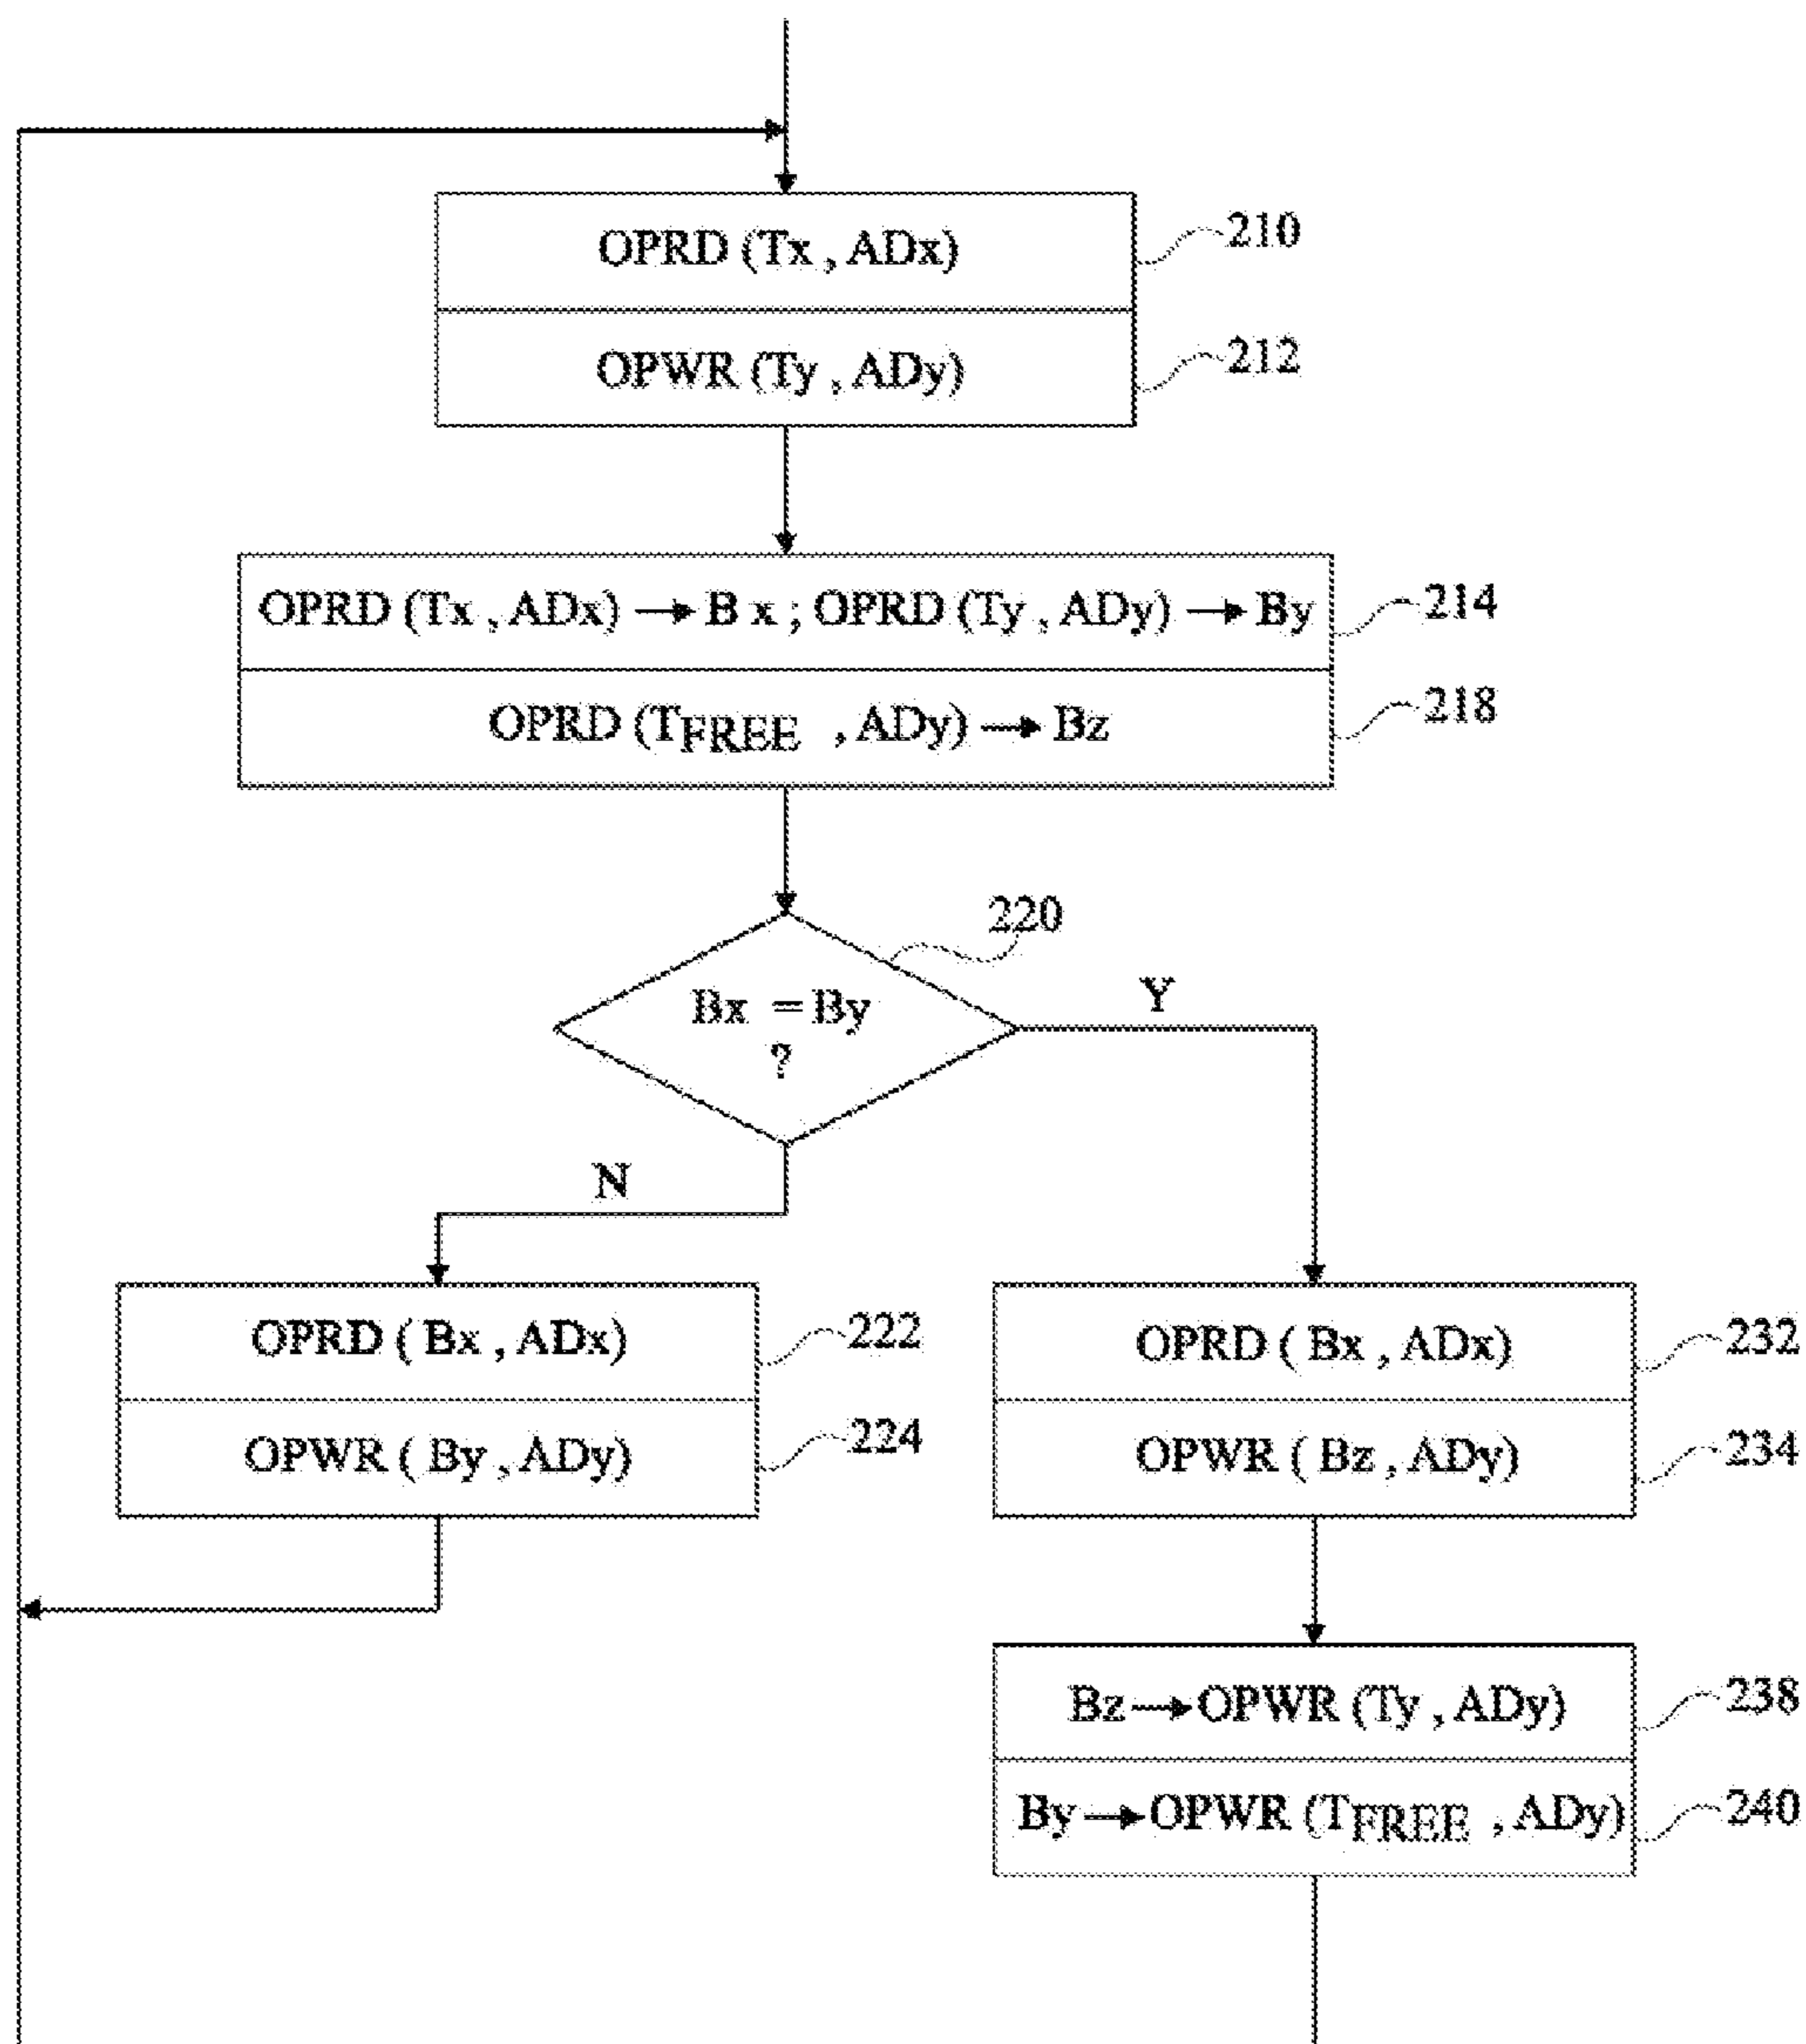 OPRD (Tx , ADx) 210
OPWR (Ty , ADy) 212
OPRD (Tx , ADx) → B x ; OPRD (Ty , ADy) → By 214
OPRD (TFREE , ADy) → Bz 218
220
Bx = By
?
Y
N
OPRD ( Bx , ADx) 222
OPWR ( By , ADy) 224
OPRD ( Bx , ADx) 232
OPWR ( Bz , ADy) 234
Bz → OPWR (Ty , ADy) 238
By → OPWR (TFREE , ADy) 240